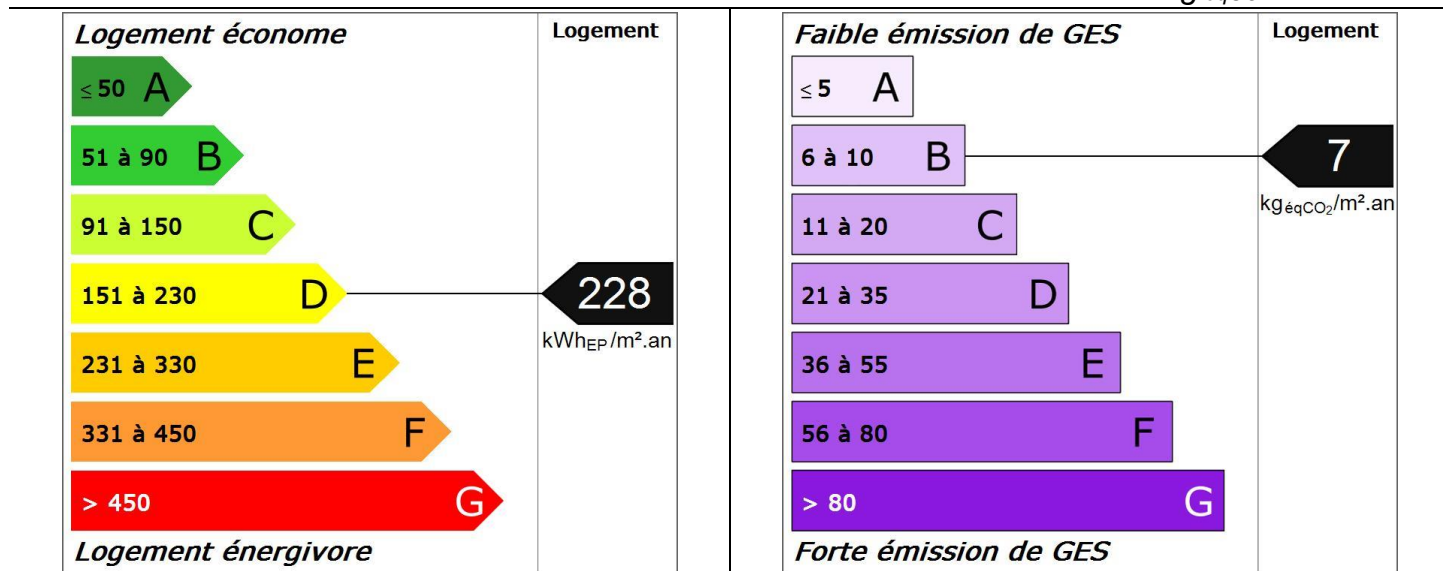 Logement économe Logement
≤ 50 A
51 à 90 B
91 à 150 C
151 à 230 D 228
kWhEP/m².an
231 à 330 E
331 à 450 F
> 450 G
Logement énergivore
Faible émission de GES Logement
≤ 5 A
6 à 10 B 7
kgéqCO2/m².an
11 à 20 C
21 à 35 D
36 à 55 E
56 à 80 F
> 80 G
Forte émission de GES